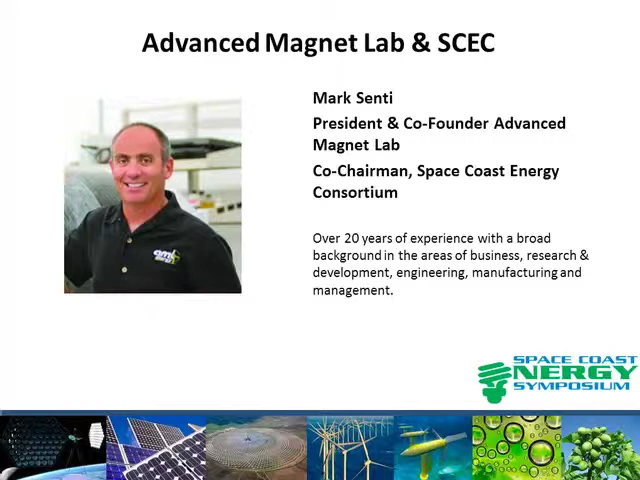 Advanced Magnet Lab & SCEC
Mark Senti
President & Co-Founder Advanced
Magnet Lab
Co-Chairman, Space Coast Energy
Consortium
Over 20 years of experience with a broad
background in the areas of business, research &
development, engineering, manufacturing and
management.
aml
SPACE COAST
ENERGY
SYMPOSIUM